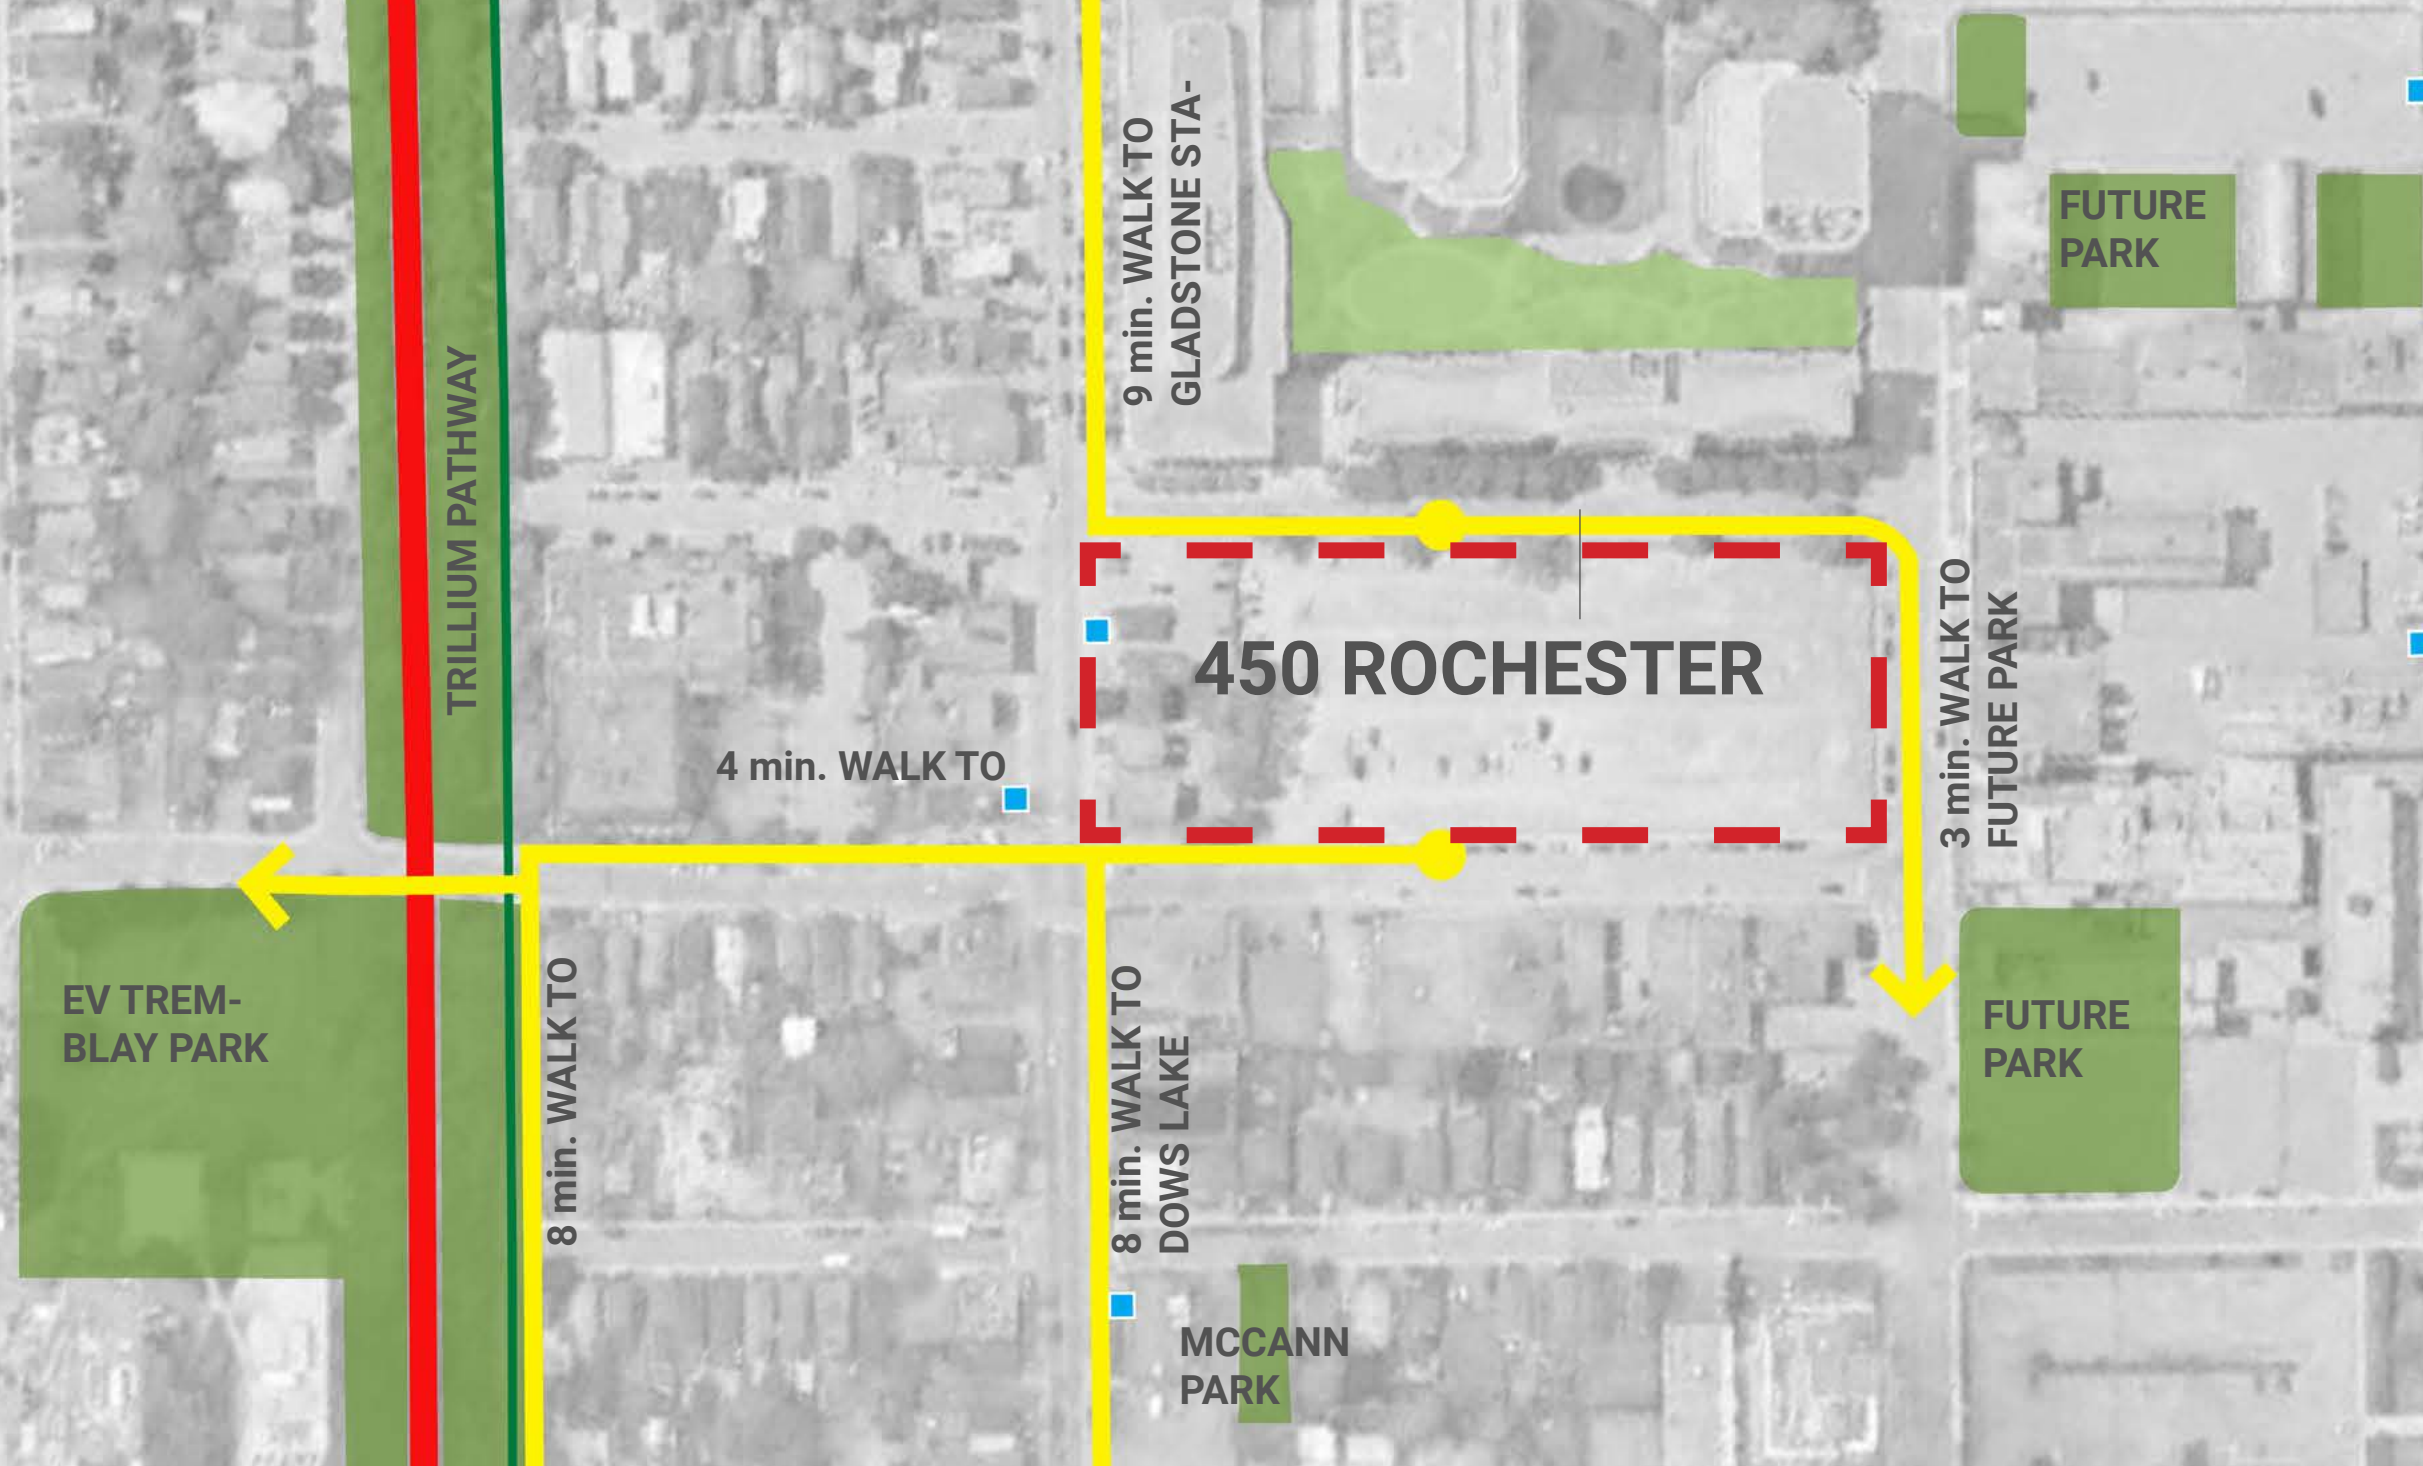 9 min. WALK TO
GLADSTONE STA-
FUTURE
PARK
TRILLIUM PATHWAY
450 ROCHESTER
3 min. WALK TO
FUTURE PARK
4 min. WALK TO
EV TREM-
BLAY PARK
8 min. WALK TO
8 min. WALK TO
DOWS LAKE
FUTURE
PARK
MCCANN
PARK